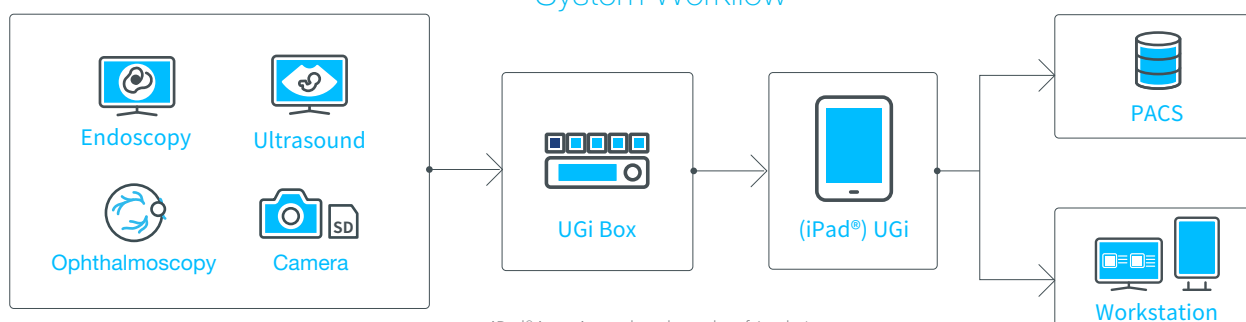 System Workflow
Endoscopy
Ultrasound
Ophthalmoscopy
Camera
SD
UGi Box
(iPad®) UGi
PACS
Workstation